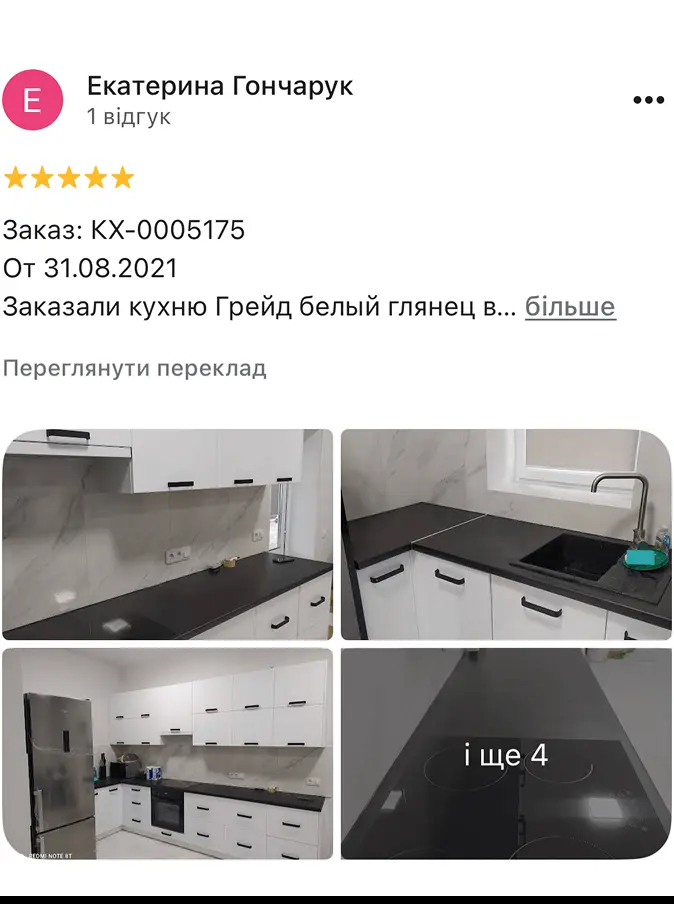 E
Екатерина Гончарук
1 відгук
Заказ: КХ-0005175
От 31.08.2021
Заказали кухню Грейд белый глянец в... більше
Переглянути переклад
і ще 4
REDMI NOTE 8T